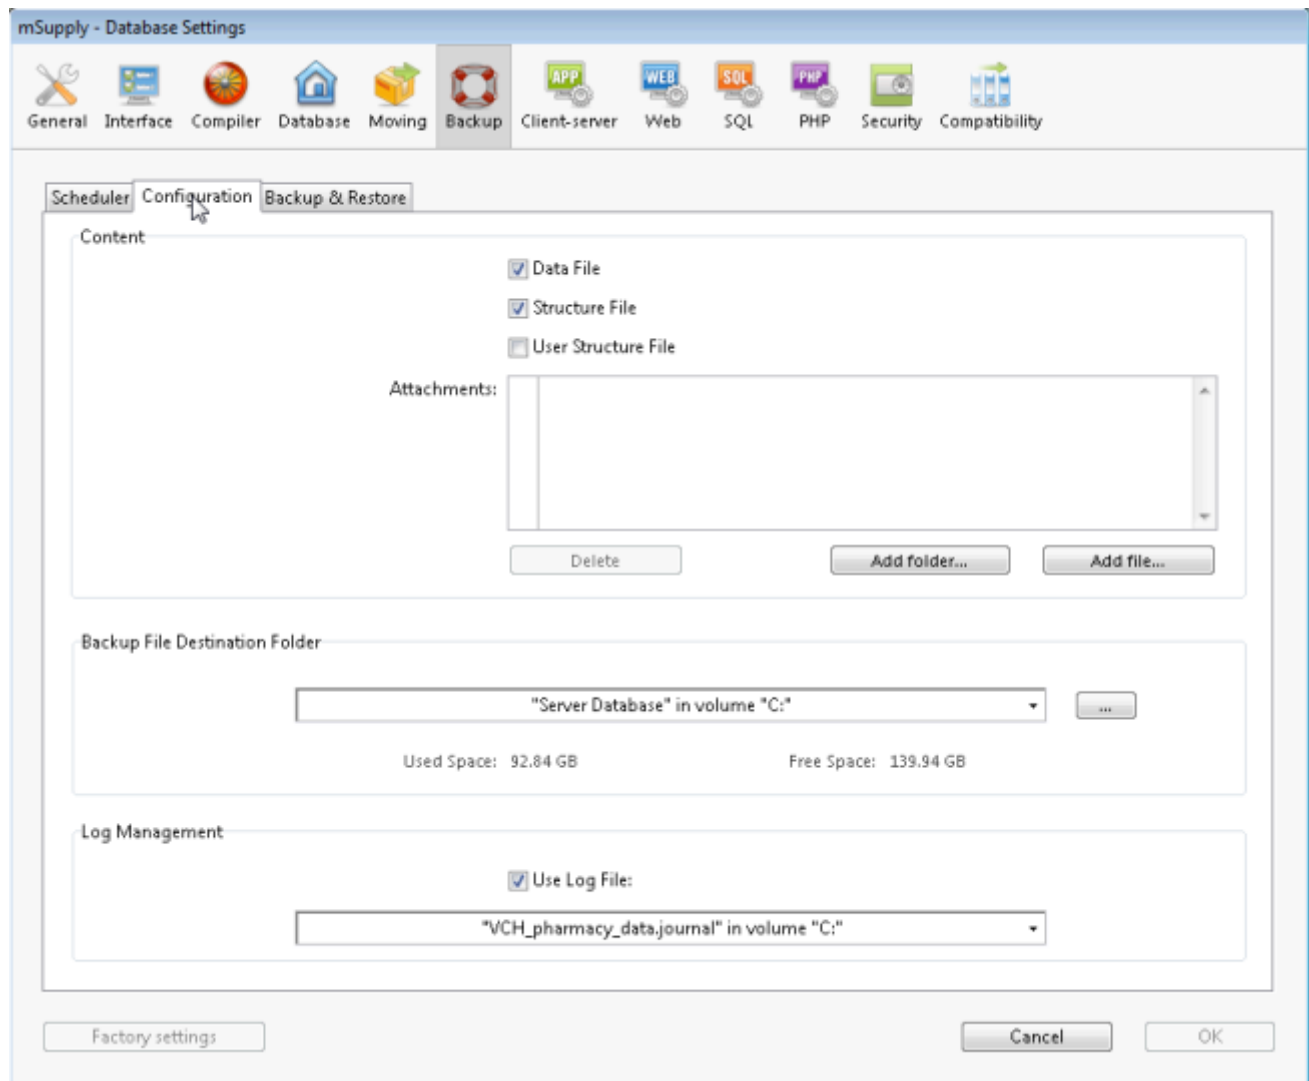 mSupply - Database Settings
APP WEB SQL PHP
General Interface Compiler Database Moving Backup Client-server Web SQL PHP Security Compatibility
Scheduler Configuration Backup & Restore
Content
Data File
Structure File
User Structure File
Attachments:
Delete Add folder... Add file...
Backup File Destination Folder
"Server Database" in volume "C:" ...
Used Space: 92.84 GB Free Space: 139.94 GB
Log Management
Use Log File:
"VCH_pharmacy_data.journal" in volume "C:"
Factory settings Cancel OK